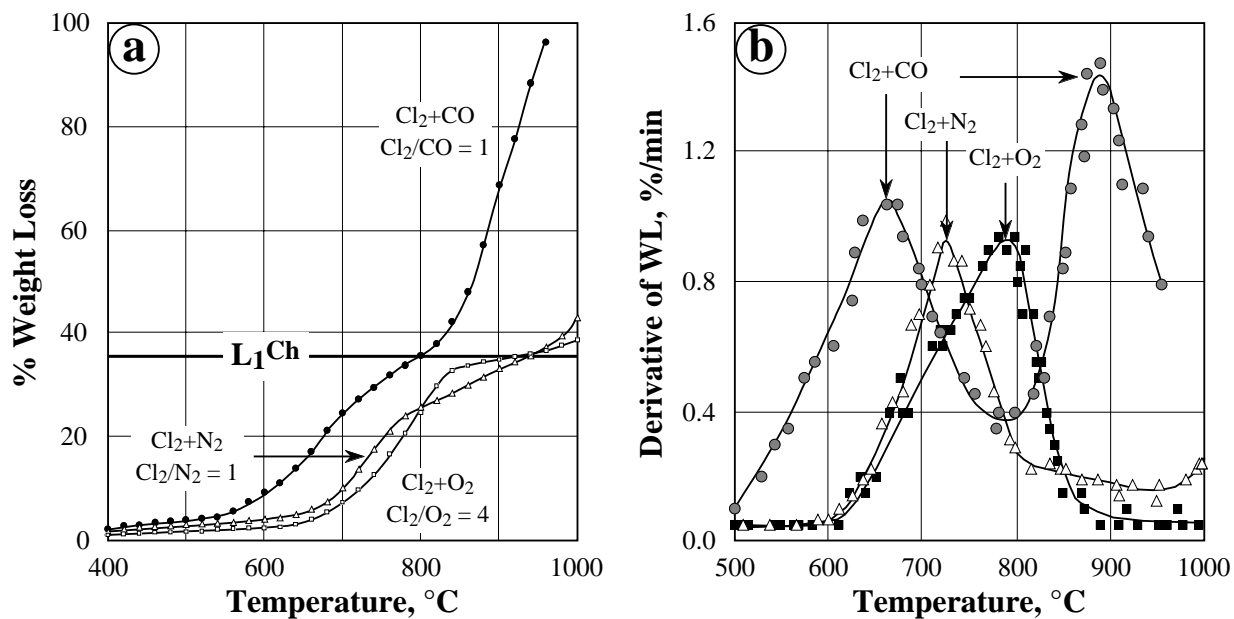 a
% Weight Loss
100
80
60
40
20
0
400
600
800
1000
Temperature, °C
Cl2+CO
Cl2/CO = 1
L1Ch
Cl2+N2
Cl2/N2 = 1
Cl2+O2
Cl2/O2 = 4
b
Derivative of WL, %/min
1.6
1.2
0.8
0.4
0.0
500
600
700
800
900
1000
Temperature, °C
Cl2+CO
Cl2+N2
Cl2+O2